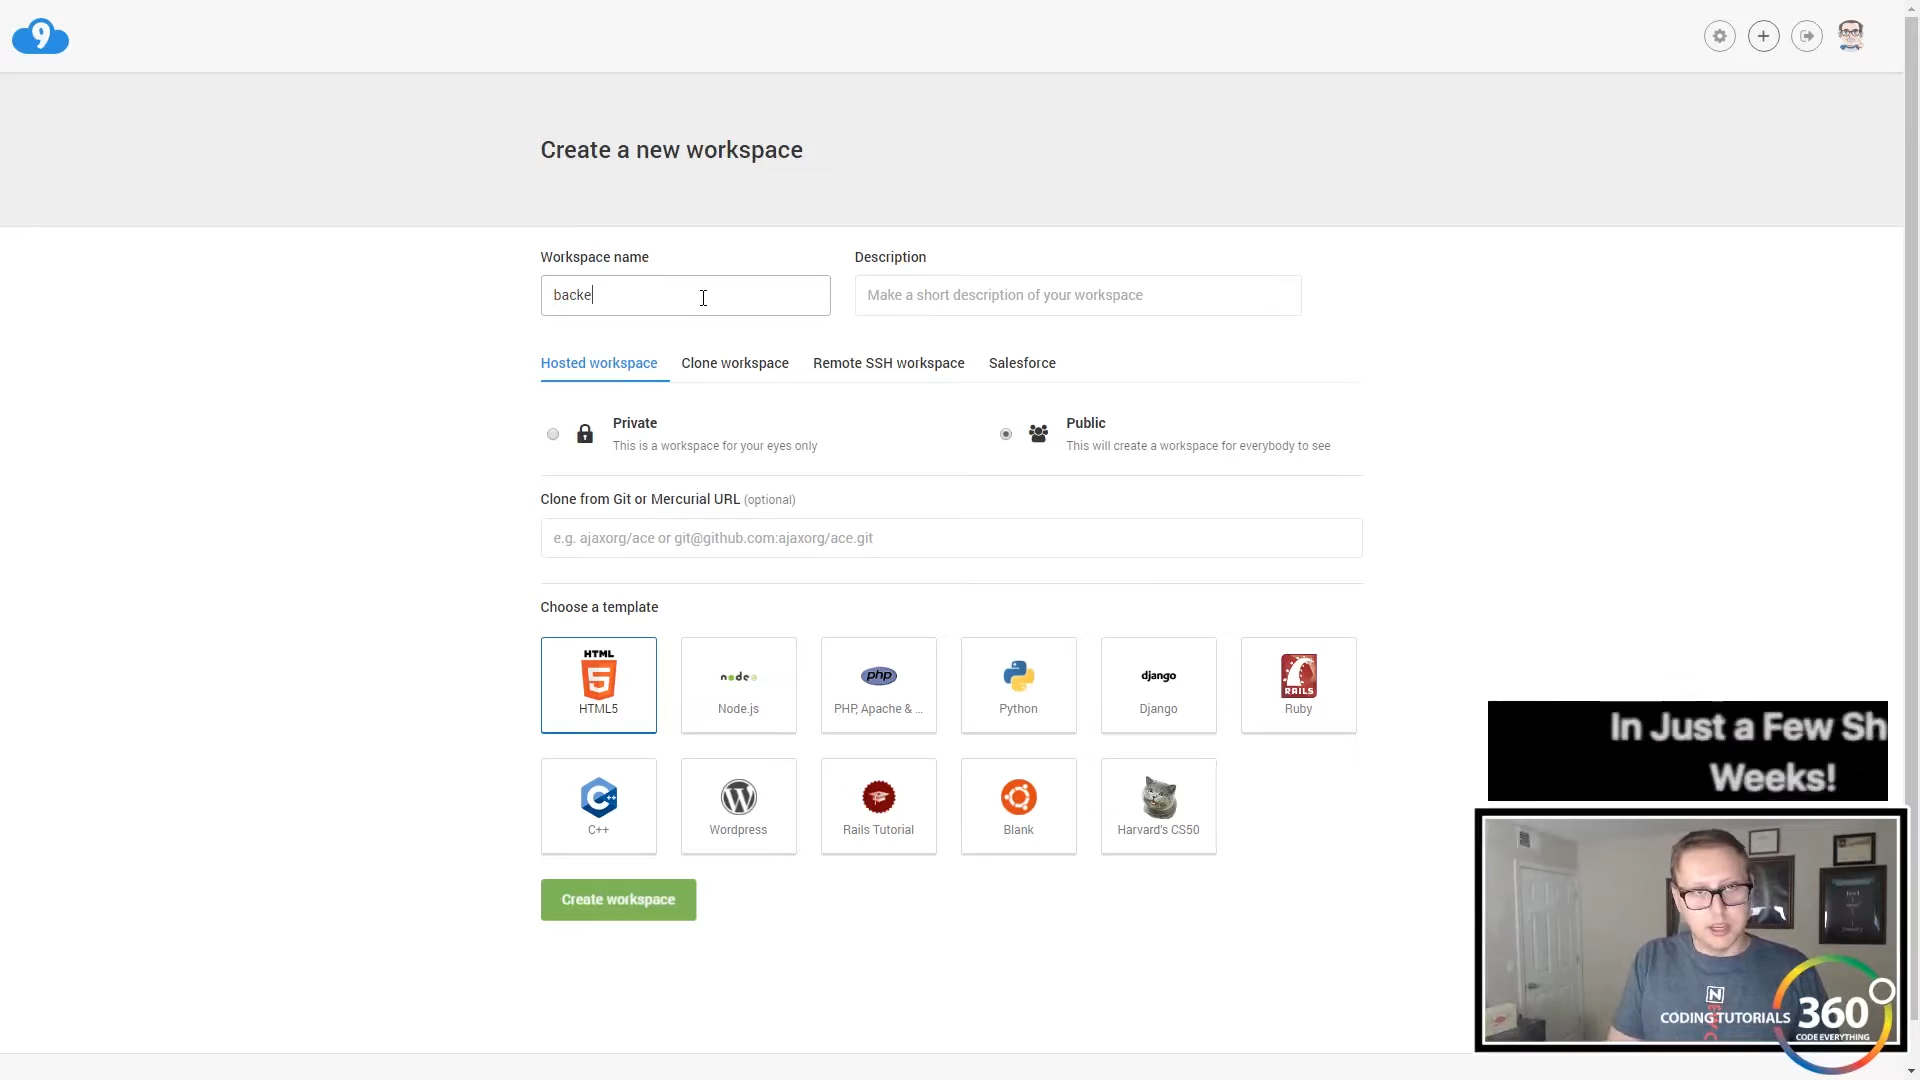 9
Create a new workspace
Workspace name
Description
backe
Make a short description of your workspace
Hosted workspace
Clone workspace
Remote SSH workspace
Salesforce
Private
This is a workspace for your eyes only
Public
This will create a workspace for everybody to see
Clone from Git or Mercurial URL (optional)
e.g. ajaxorg/ace or git@github.com:ajaxorg/ace.git
Choose a template
HTML
5
HTML5
node
Node.js
php
PHP, Apache & ...
Python
django
Django
RAILS
Ruby
C++
C++
W
Wordpress
Rails Tutorial
Blank
Harvard's CS50
Create workspace
In Just a Few Sh
Weeks!
N
CODING TUTORIALS 360
CODE EVERYTHING